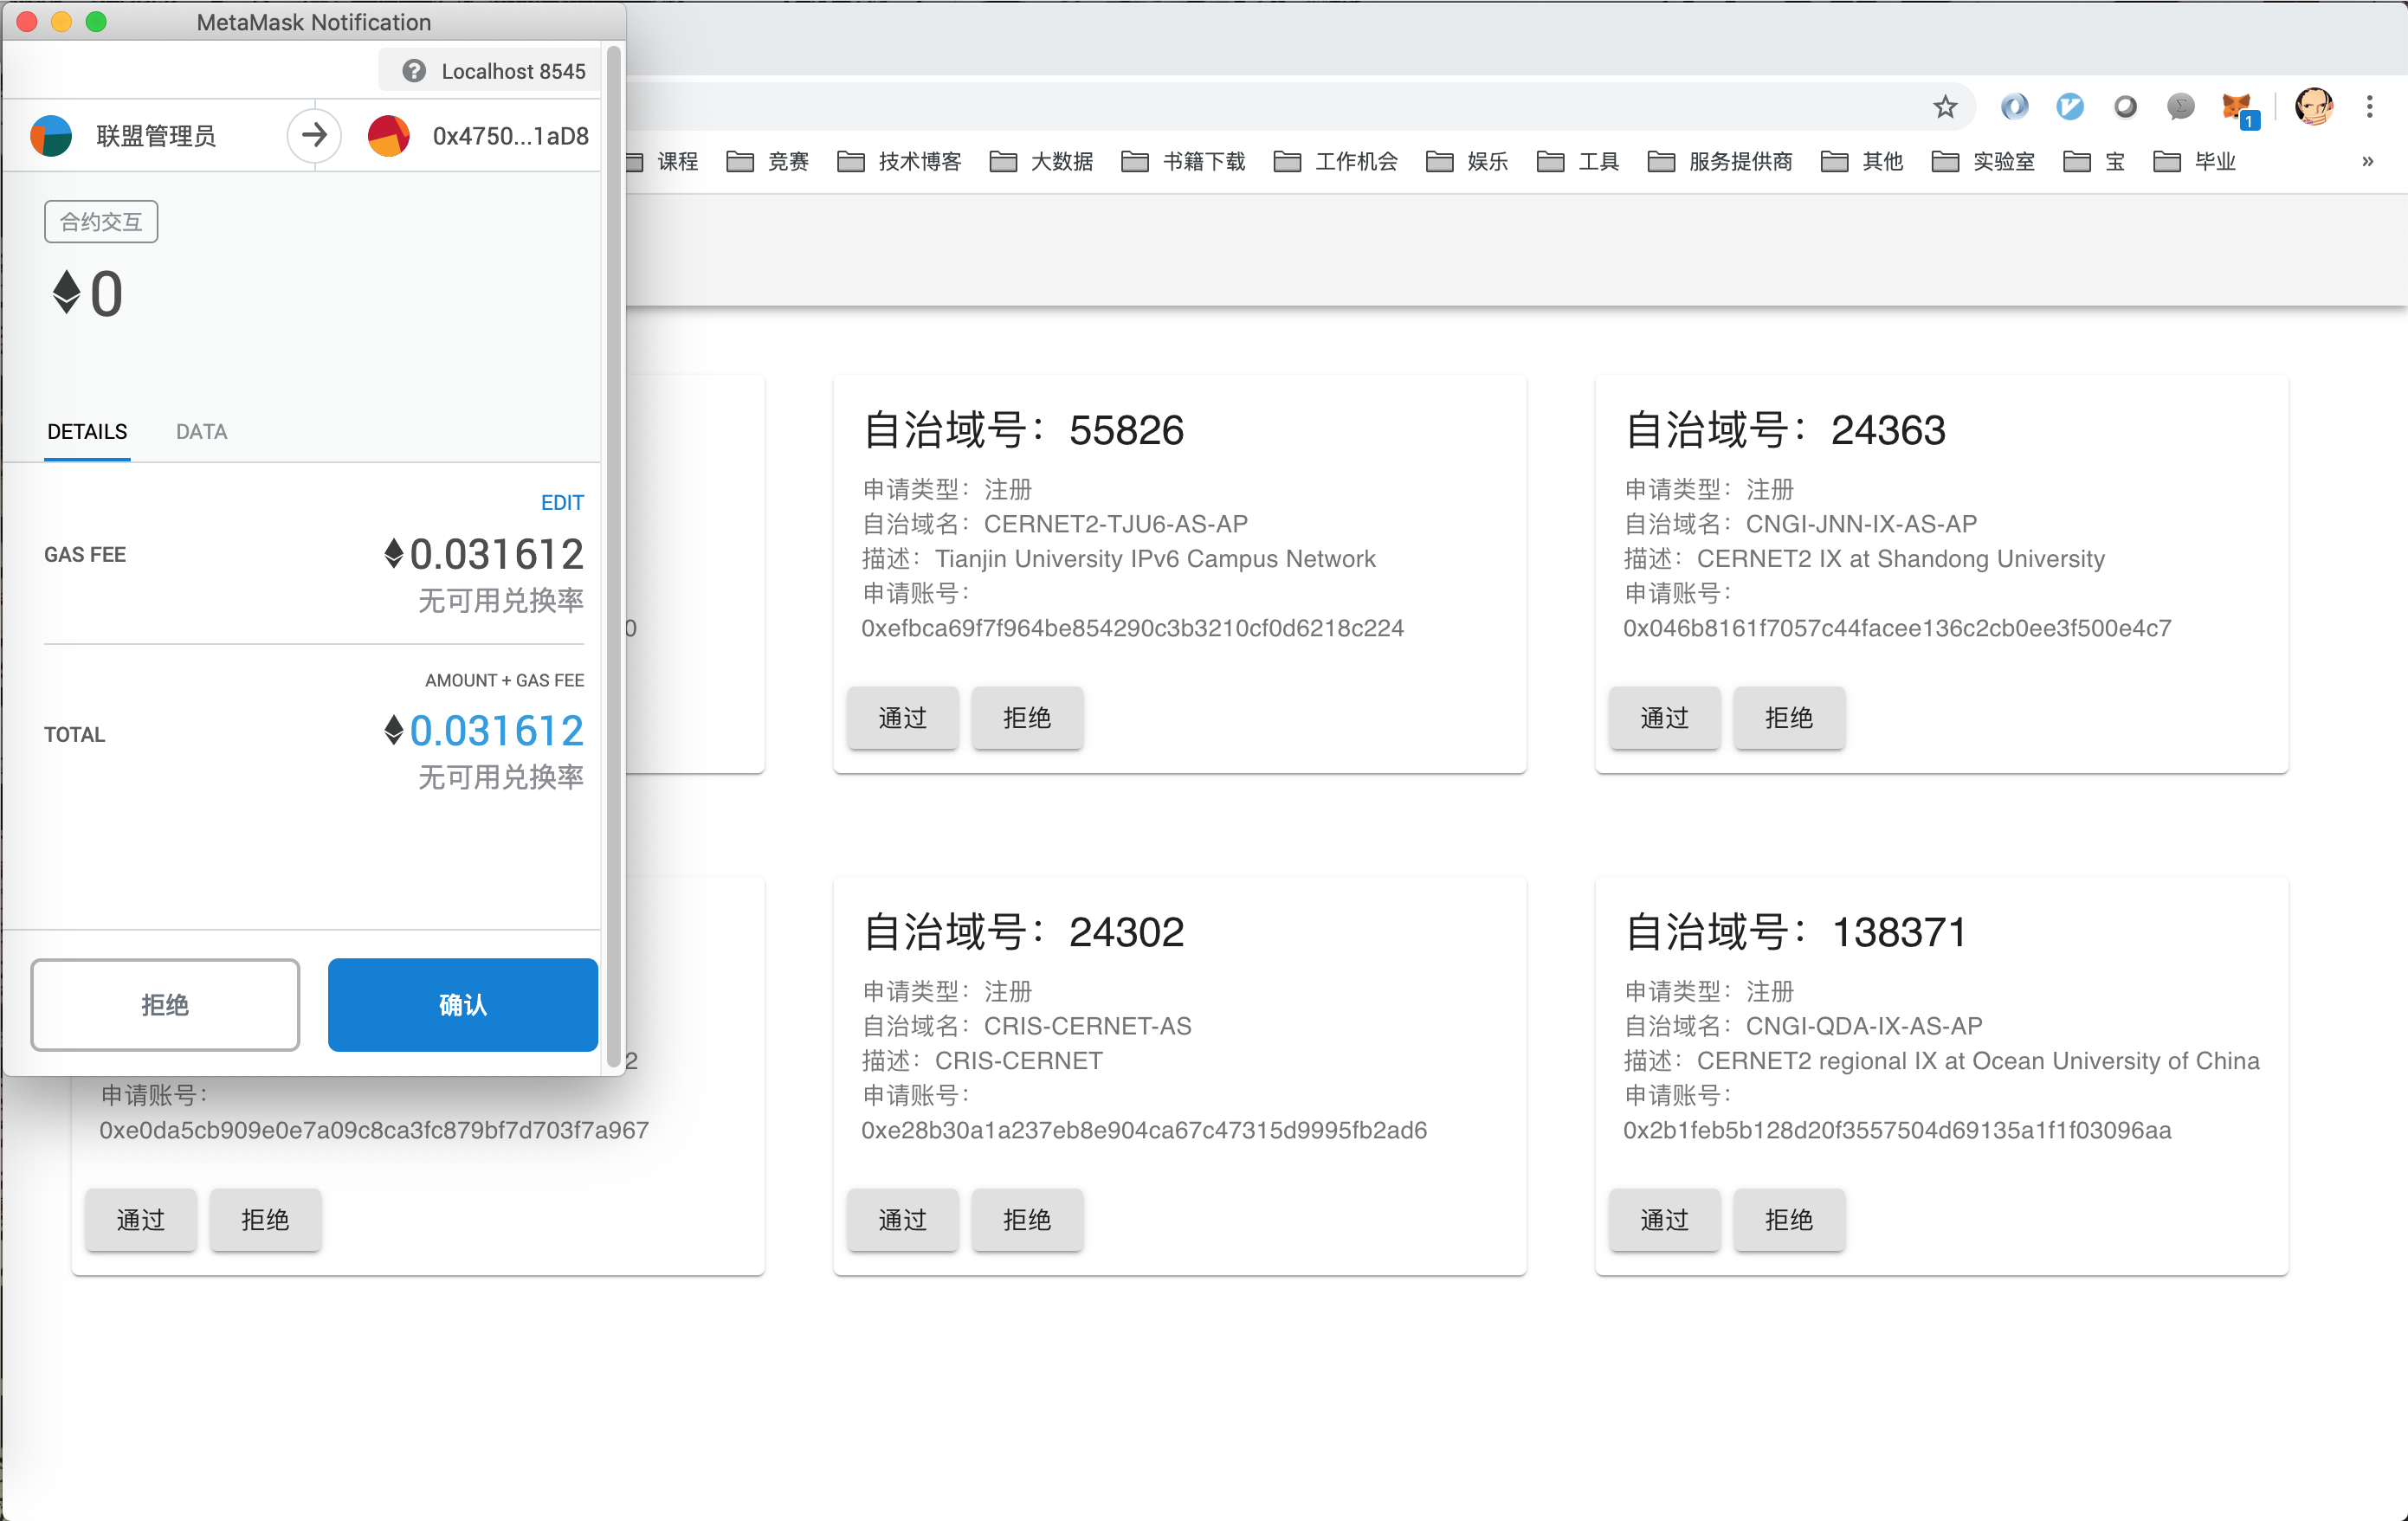 MetaMask Notification
Localhost 8545
联盟管理员
0x4750...1aD8
合约交互
0
DETAILS
DATA
EDIT
GAS FEE
0.031612
无可用兑换率
AMOUNT + GAS FEE
TOTAL
0.031612
无可用兑换率
拒绝
确认
1
课程
竞赛
技术博客
大数据
书籍下载
工作机会
娱乐
工具
服务提供商
其他
实验室
宝
毕业
»
0
自治域号：55826
申请类型：注册
自治域名：CERNET2-TJU6-AS-AP
描述：Tianjin University IPv6 Campus Network
申请账号：
0xefbca69f7f964be854290c3b3210cf0d6218c224
通过
拒绝
自治域号：24363
申请类型：注册
自治域名：CNGI-JNN-IX-AS-AP
描述：CERNET2 IX at Shandong University
申请账号：
0x046b8161f7057c44facee136c2cb0ee3f500e4c7
通过
拒绝
2
申请账号：
0xe0da5cb909e0e7a09c8ca3fc879bf7d703f7a967
通过
拒绝
自治域号：24302
申请类型：注册
自治域名：CRIS-CERNET-AS
描述：CRIS-CERNET
申请账号：
0xe28b30a1a237eb8e904ca67c47315d9995fb2ad6
通过
拒绝
自治域号：138371
申请类型：注册
自治域名：CNGI-QDA-IX-AS-AP
描述：CERNET2 regional IX at Ocean University of China
申请账号：
0x2b1feb5b128d20f3557504d69135a1f1f03096aa
通过
拒绝